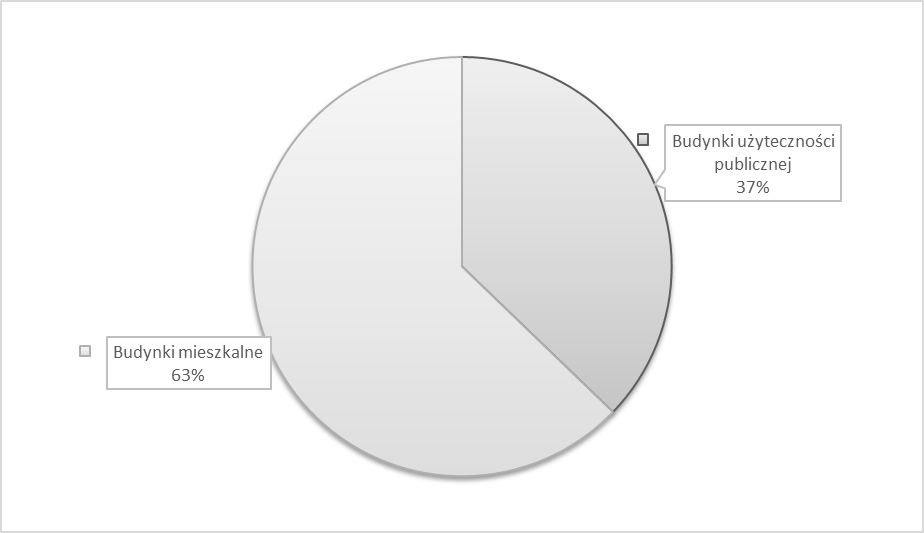 Budynki użyteczności
publicznej
37%
Budynki mieszkalne
63%